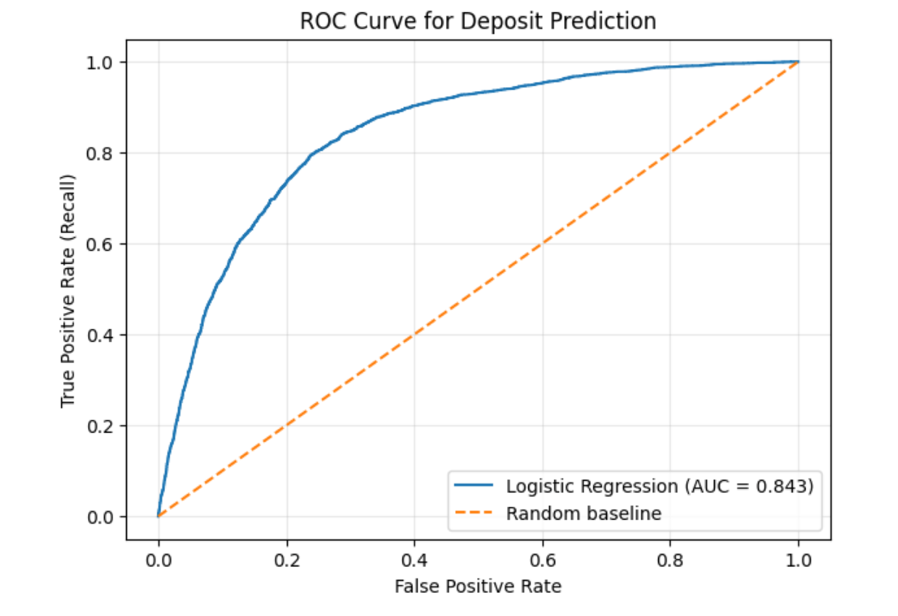 ROC Curve for Deposit Prediction
1.0
0.8
0.6
0.4
0.2
0.0
True Positive Rate (Recall)
Logistic Regression (AUC = 0.843)
Random baseline
0.0 0.2 0.4 0.6 0.8 1.0
False Positive Rate